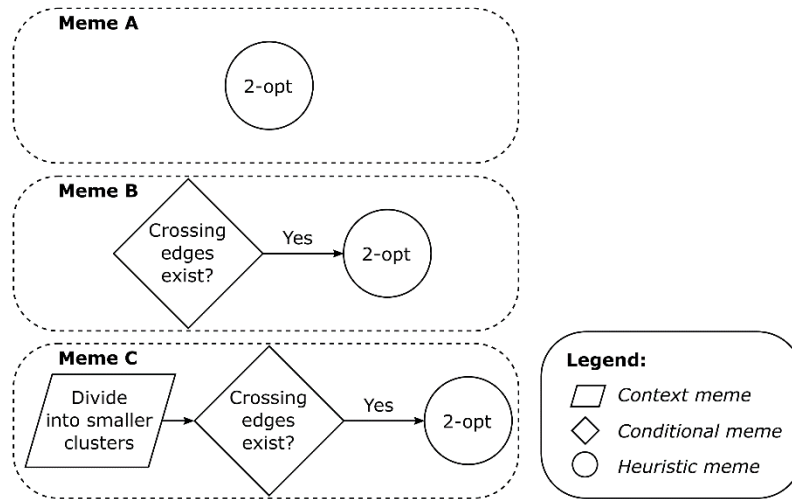 Meme A
2-opt
Meme B
Crossing
edges
exist?
Yes
2-opt
Meme C
Divide
into smaller
clusters
Crossing
edges
exist?
Yes
2-opt
Legend:
Context meme
Conditional meme
Heuristic meme